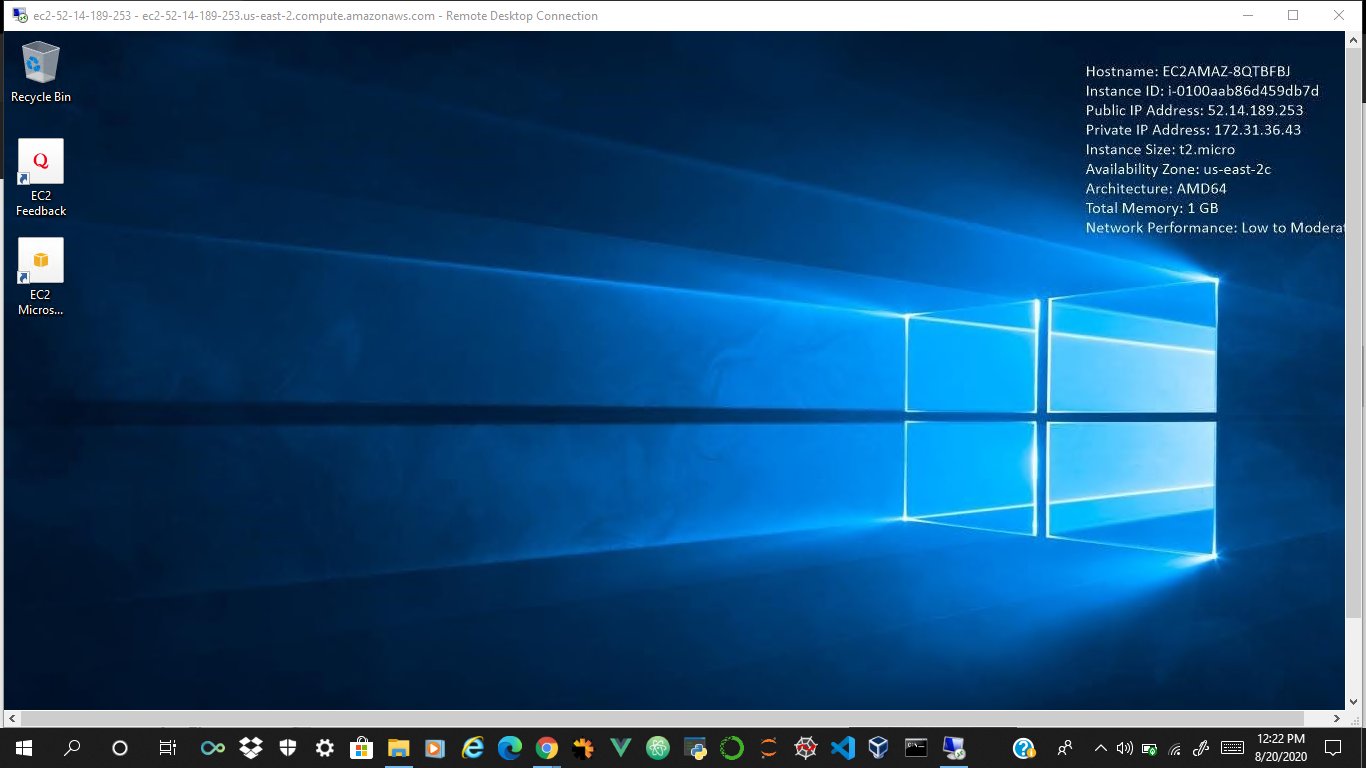 ec2-52-14-189-253 - ec2-52-14-189-253.us-east-2.compute.amazonaws.com - Remote Desktop Connection
Recycle Bin
Q
EC2
Feedback
EC2
Micros...
Hostname: EC2AMAZ-8QTBFBJ
Instance ID: i-0100aab86d459db7d
Public IP Address: 52.14.189.253
Private IP Address: 172.31.36.43
Instance Size: t2.micro
Availability Zone: us-east-2c
Architecture: AMD64
Total Memory: 1 GB
Network Performance: Low to Moderat
12:22 PM
8/20/2020